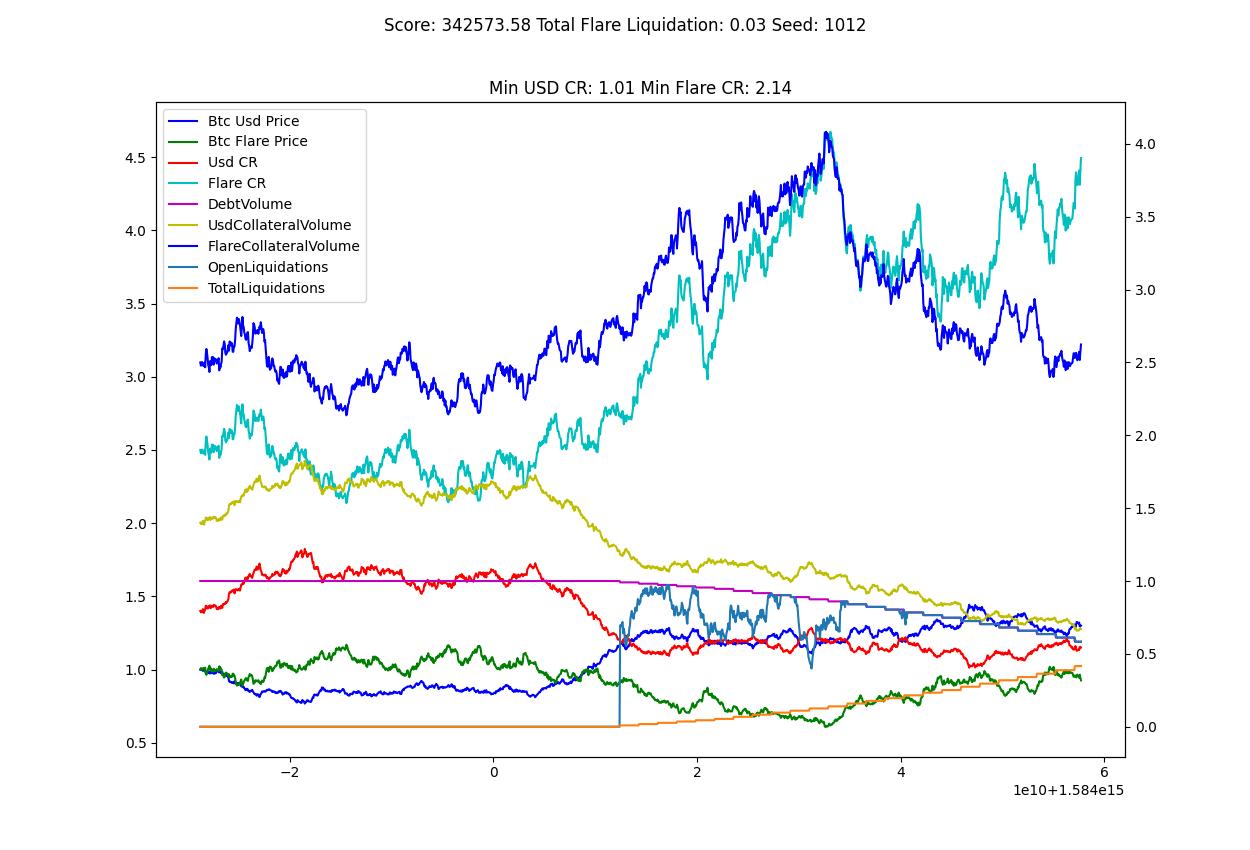 Score: 342573.58 Total Flare Liquidation: 0.03 Seed: 1012
Min USD CR: 1.01 Min Flare CR: 2.14
Btc Usd Price
Btc Flare Price
Usd CR
Flare CR
DebtVolume
UsdCollateralVolume
FlareCollateralVolume
OpenLiquidations
TotalLiquidations
4.5
4.0
3.5
3.0
2.5
2.0
1.5
1.0
0.5
4.0
3.5
3.0
2.5
2.0
1.5
1.0
0.5
0.0
−2 0 2 4 6
1e10+1.584e15